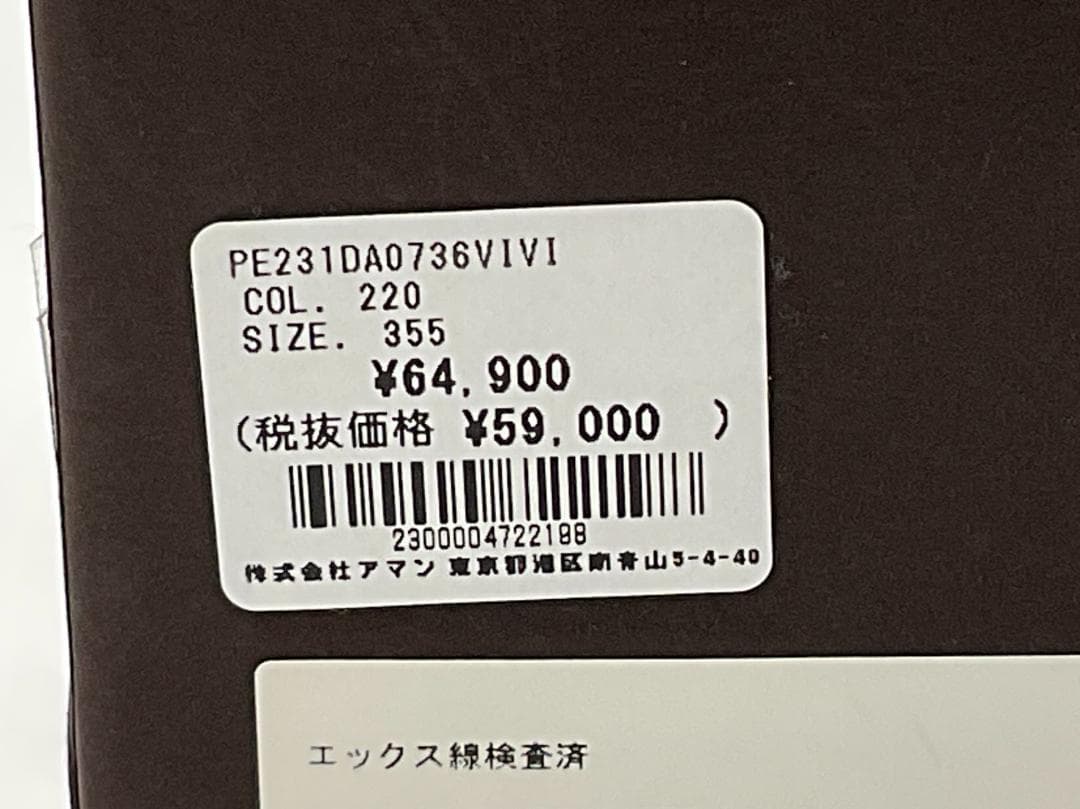 PE231DA0736VIVI
COL. 220
SIZE. 355
¥64,900
(税抜価格 ¥59,000 )
2300004722188
株式会社アマン 東京都港区南青山5-4-40
エックス線検査済